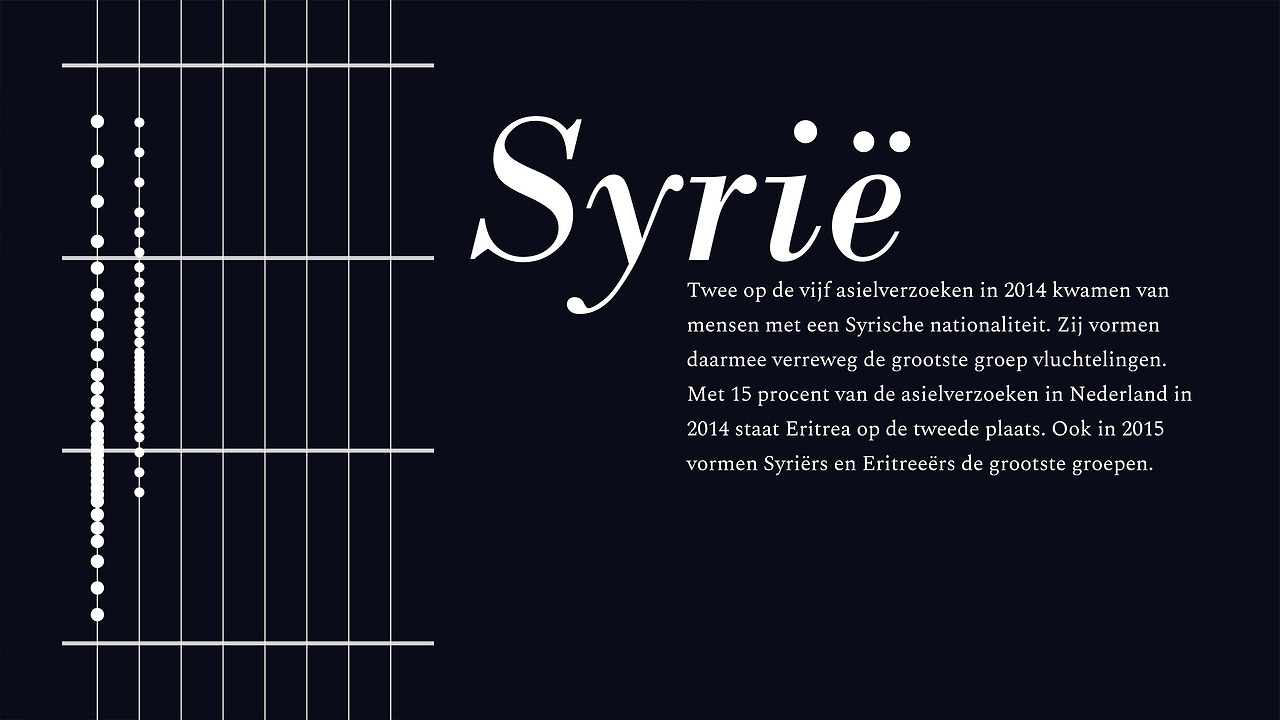 Syrië
Twee op de vijf asielverzoeken in 2014 kwamen van
mensen met een Syrische nationaliteit. Zij vormen
daarmee verreweg de grootste groep vluchtelingen.
Met 15 procent van de asielverzoeken in Nederland in
2014 staat Eritrea op de tweede plaats. Ook in 2015
vormen Syriërs en Eritreeërs de grootste groepen.